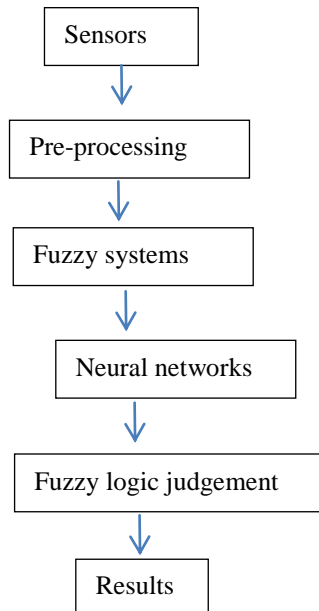 Sensors
Pre-processing
Fuzzy systems
Neural networks
Fuzzy logic judgement
Results